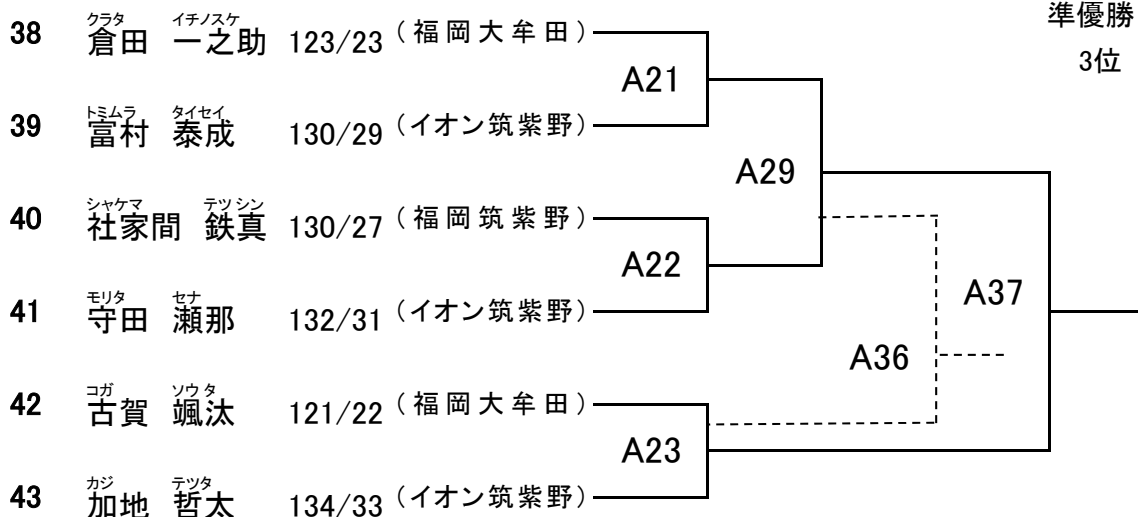 準優勝
3位
クラタ イチノスケ
38 倉田 一之助 123/23 (福岡大牟田)
A21
トミムラ タイセイ
39 富村 泰成 130/29 (イオン筑紫野)
A29
シャケマ テツシン
40 社家間 鉄真 130/27 (福岡筑紫野)
A22
A37
モリタ セナ
41 守田 瀬那 132/31 (イオン筑紫野)
A36
コガ ソウタ
42 古賀 颯汰 121/22 (福岡大牟田)
A23
カジ テツタ
43 加地 哲太 134/33 (イオン筑紫野)